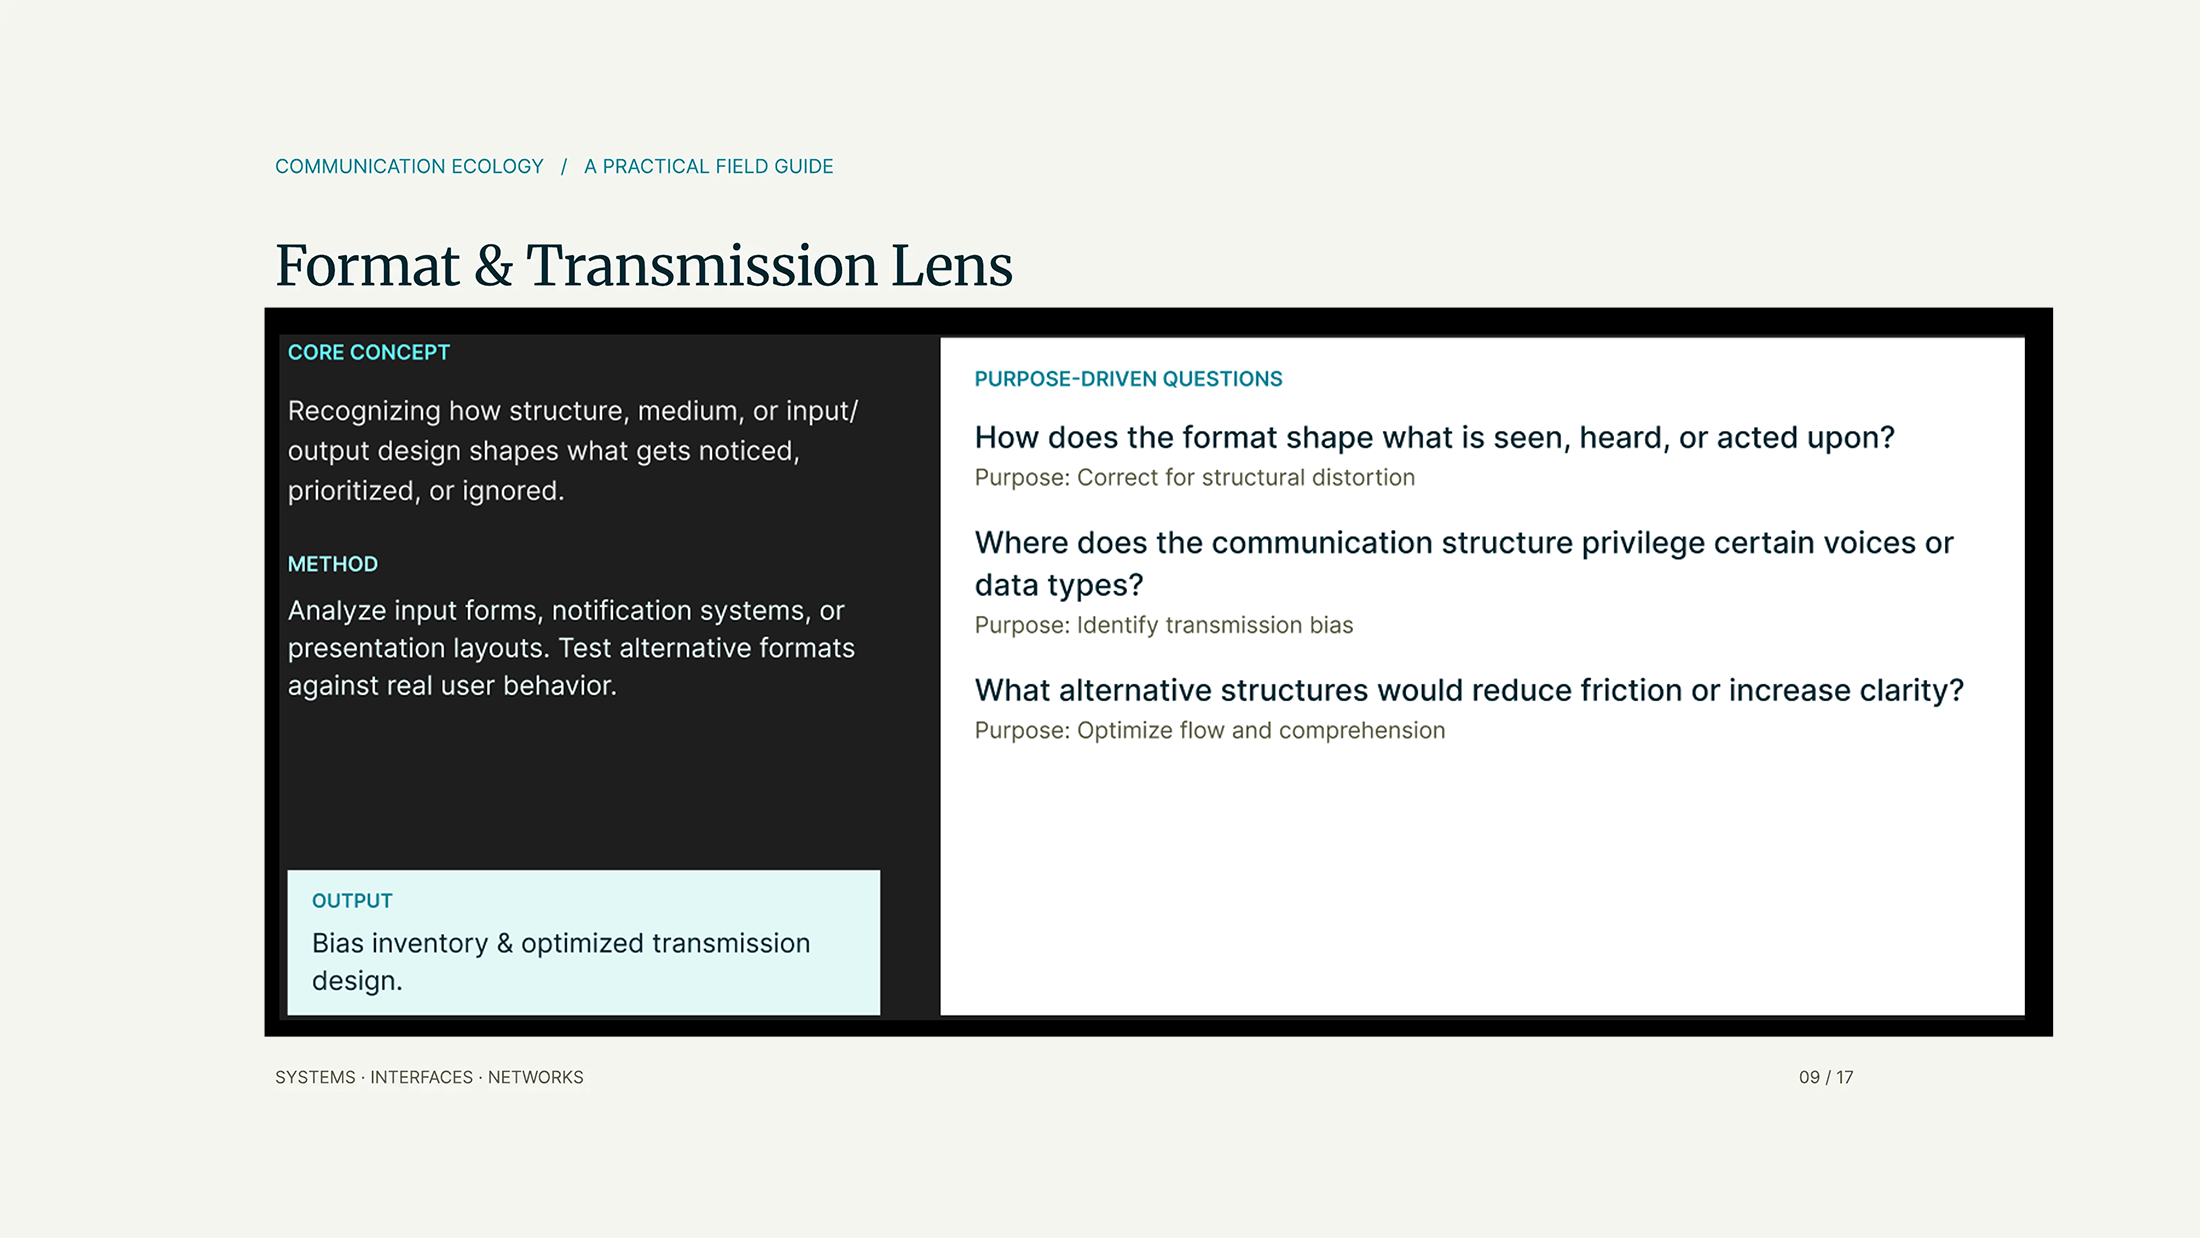 COMMUNICATION ECOLOGY / A PRACTICAL FIELD GUIDE
Format & Transmission Lens
CORE CONCEPT
Recognizing how structure, medium, or input/
output design shapes what gets noticed,
prioritized, or ignored.
METHOD
Analyze input forms, notification systems, or
presentation layouts. Test alternative formats
against real user behavior.
OUTPUT
Bias inventory & optimized transmission
design.
PURPOSE-DRIVEN QUESTIONS
How does the format shape what is seen, heard, or acted upon?
Purpose: Correct for structural distortion
Where does the communication structure privilege certain voices or
data types?
Purpose: Identify transmission bias
What alternative structures would reduce friction or increase clarity?
Purpose: Optimize flow and comprehension
SYSTEMS · INTERFACES · NETWORKS
09 / 17